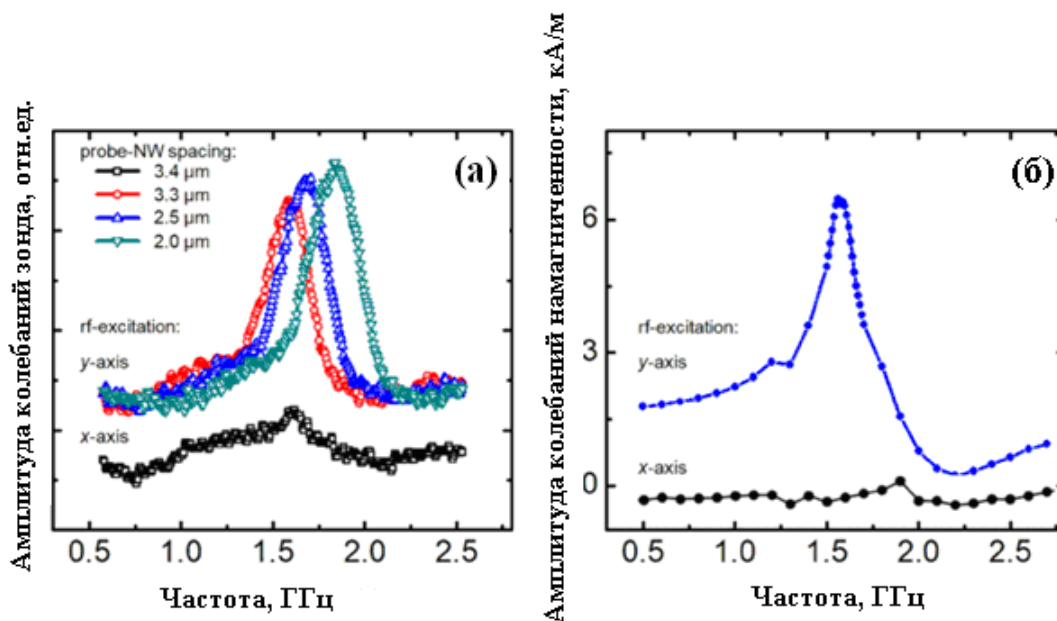 Амплитуда колебаний зонда, отн.ед.
probe-NW spacing:
3.4 μm
3.3 μm
2.5 μm
2.0 μm
(а)
rf-excitation:
y-axis
x-axis
0.5 1.0 1.5 2.0 2.5
Частота, ГГц
Амплитуда колебаний намагниченности, кА/м
6
3
0
(б)
rf-excitation:
y-axis
x-axis
0.5 1.0 1.5 2.0 2.5
Частота, ГГц